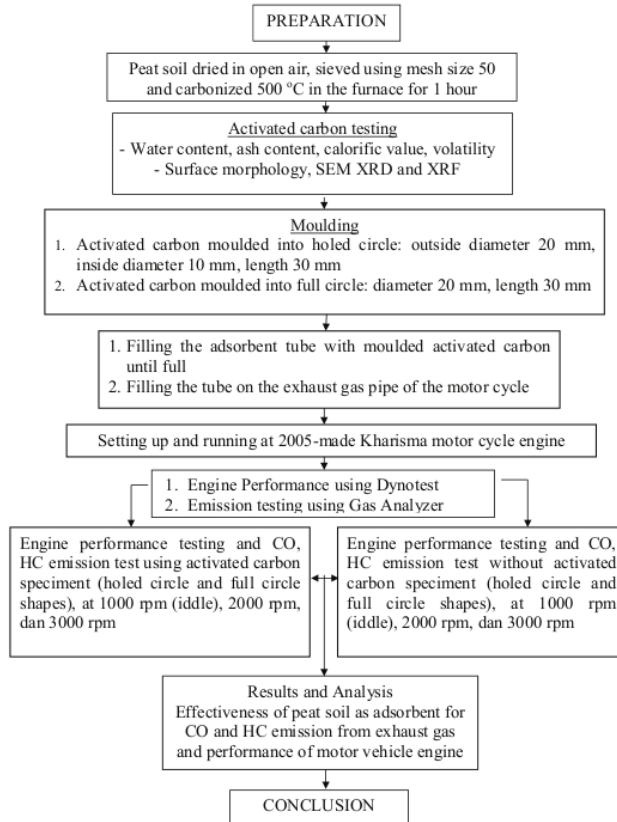 PREPARATION
Peat soil dried in open air, sieved using mesh size 50
and carbonized 500 °C in the furnace for 1 hour
Activated carbon testing
- Water content, ash content, calorific value, volatility
- Surface morphology, SEM XRD and XRF
Moulding
1. Activated carbon moulded into holed circle: outside diameter 20 mm,
inside diameter 10 mm, length 30 mm
2. Activated carbon moulded into full circle: diameter 20 mm, length 30 mm
1. Filling the adsorbent tube with moulded activated carbon
until full
2. Filling the tube on the exhaust gas pipe of the motor cycle
Setting up and running at 2005-made Kharisma motor cycle engine
1. Engine Performance using Dynotest
2. Emission testing using Gas Analyzer
Engine performance testing and CO,
HC emission test using activated carbon
speciment (holed circle and full circle
shapes), at 1000 rpm (iddle), 2000 rpm,
dan 3000 rpm
Engine performance testing and CO,
HC emission test without activated
carbon speciment (holed circle and
full circle shapes), at 1000 rpm
(iddle), 2000 rpm, dan 3000 rpm
Results and Analysis
Effectiveness of peat soil as adsorbent for
CO and HC emission from exhaust gas
and performance of motor vehicle engine
CONCLUSION